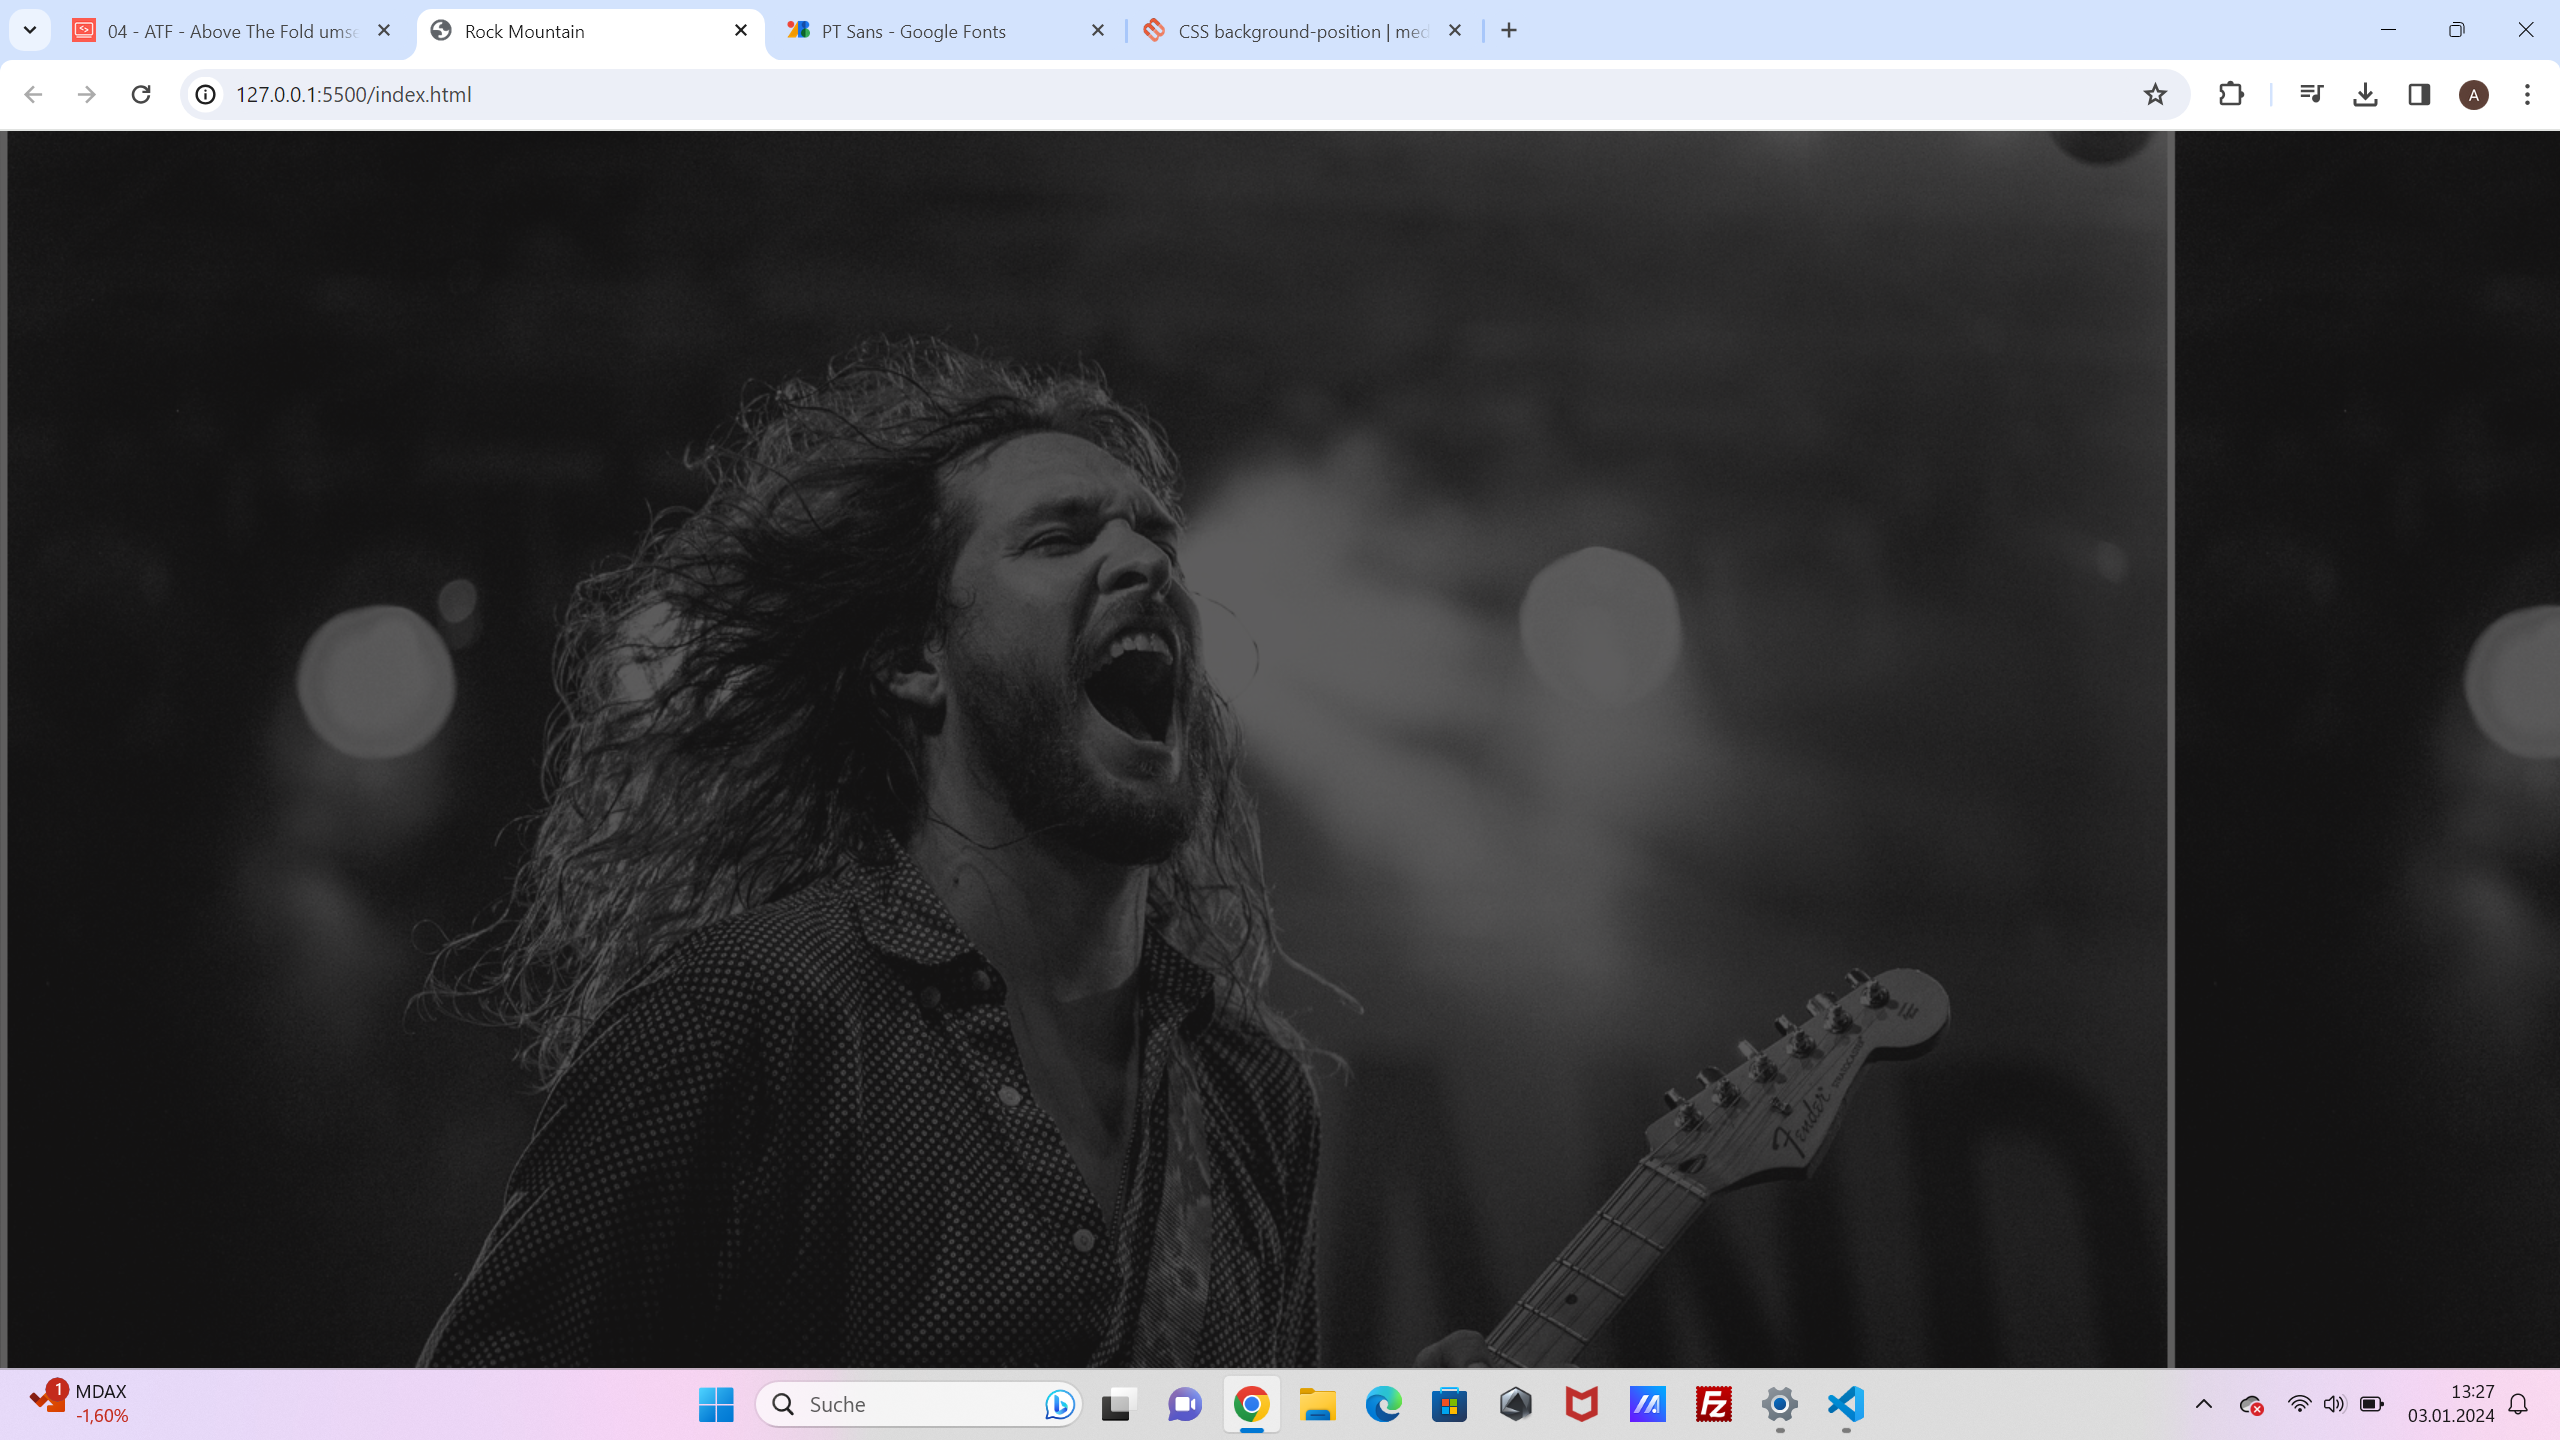 04 - ATF - Above The Fold umse
Rock Mountain
PT Sans - Google Fonts
CSS background-position | med
127.0.0.1:5500/index.html
A
Fender
1
MDAX
-1,60%
Suche
13:27
03.01.2024